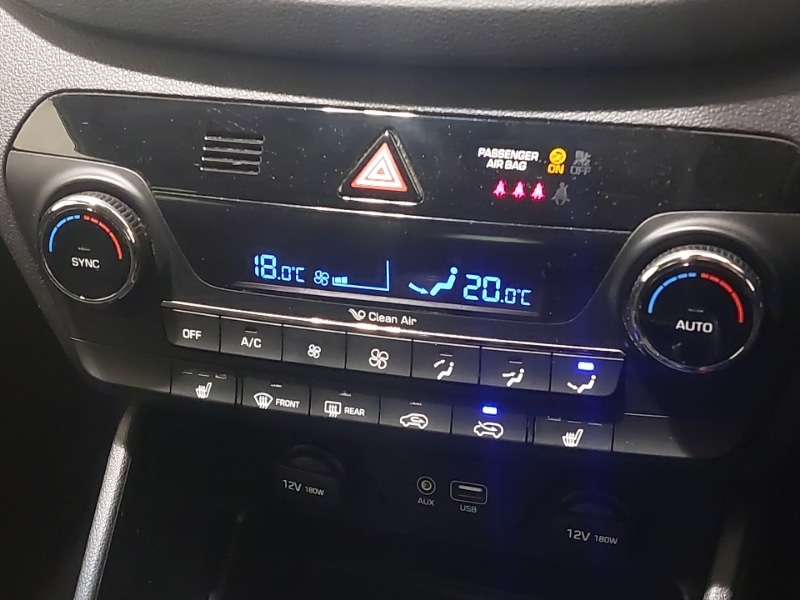 PASSENGER
AIR BAG
ON
OFF
SYNC
18.0°C
20.0°C
AUTO
Clean Air
OFF
A/C
FRONT
REAR
12V 180W
AUX
USB
12V 180W